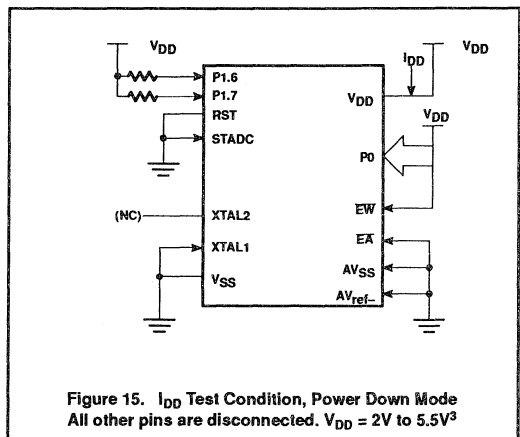 VDD
VDD
IDD
P1.6
P1.7
RST
STADC
VDD
VDD
P0
(NC)
XTAL2
EW
XTAL1
EA
VSS
AVSS
AVref–
Figure 15. IDD Test Condition, Power Down Mode
All other pins are disconnected. VDD = 2V to 5.5V³